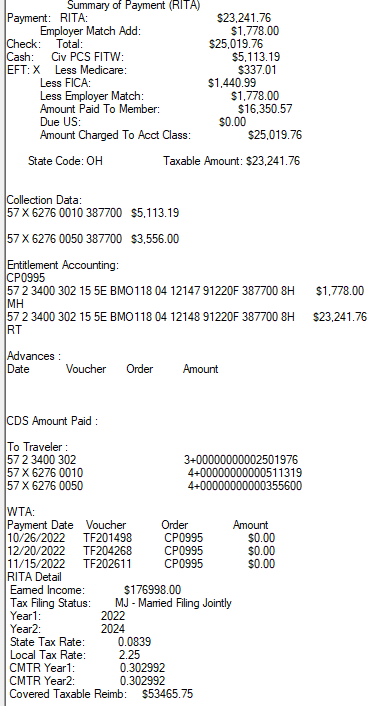 Summary of Payment (RITA)
Payment: RITA: $23,241.76
Employer Match Add: $1,778.00
Check: Total: $25,019.76
Cash: Civ PCS FITW: $5,113.19
EFT: X Less Medicare: $337.01
Less FICA: $1,440.99
Less Employer Match: $1,778.00
Amount Paid To Member: $16,350.57
Due US: $0.00
Amount Charged To Acct Class: $25,019.76
State Code: OH Taxable Amount: $23,241.76
Collection Data:
57 X 6276 0010 387700 $5,113.19
57 X 6276 0050 387700 $3,556.00
Entitlement Accounting:
CP0995
57 2 3400 302 15 5E BMO118 04 12147 91220F 387700 8H $1,778.00
MH
57 2 3400 302 15 5E BMO118 04 12148 91220F 387700 8H $23,241.76
RT
Advances :
Date Voucher Order Amount
CDS Amount Paid :
To Traveler :
57 2 3400 302 3+00000000002501976
57 X 6276 0010 4+00000000000511319
57 X 6276 0050 4+00000000000355600
WTA:
Payment Date Voucher Order Amount
10/26/2022 TF201498 CP0995 $0.00
12/20/2022 TF204268 CP0995 $0.00
11/15/2022 TF202611 CP0995 $0.00
RITA Detail
Earned Income: $176998.00
Tax Filing Status: MJ - Married Filing Jointly
Year1: 2022
Year2: 2024
State Tax Rate: 0.0839
Local Tax Rate: 2.25
CMTR Year1: 0.302992
CMTR Year2: 0.302992
Covered Taxable Reimb: $53465.75